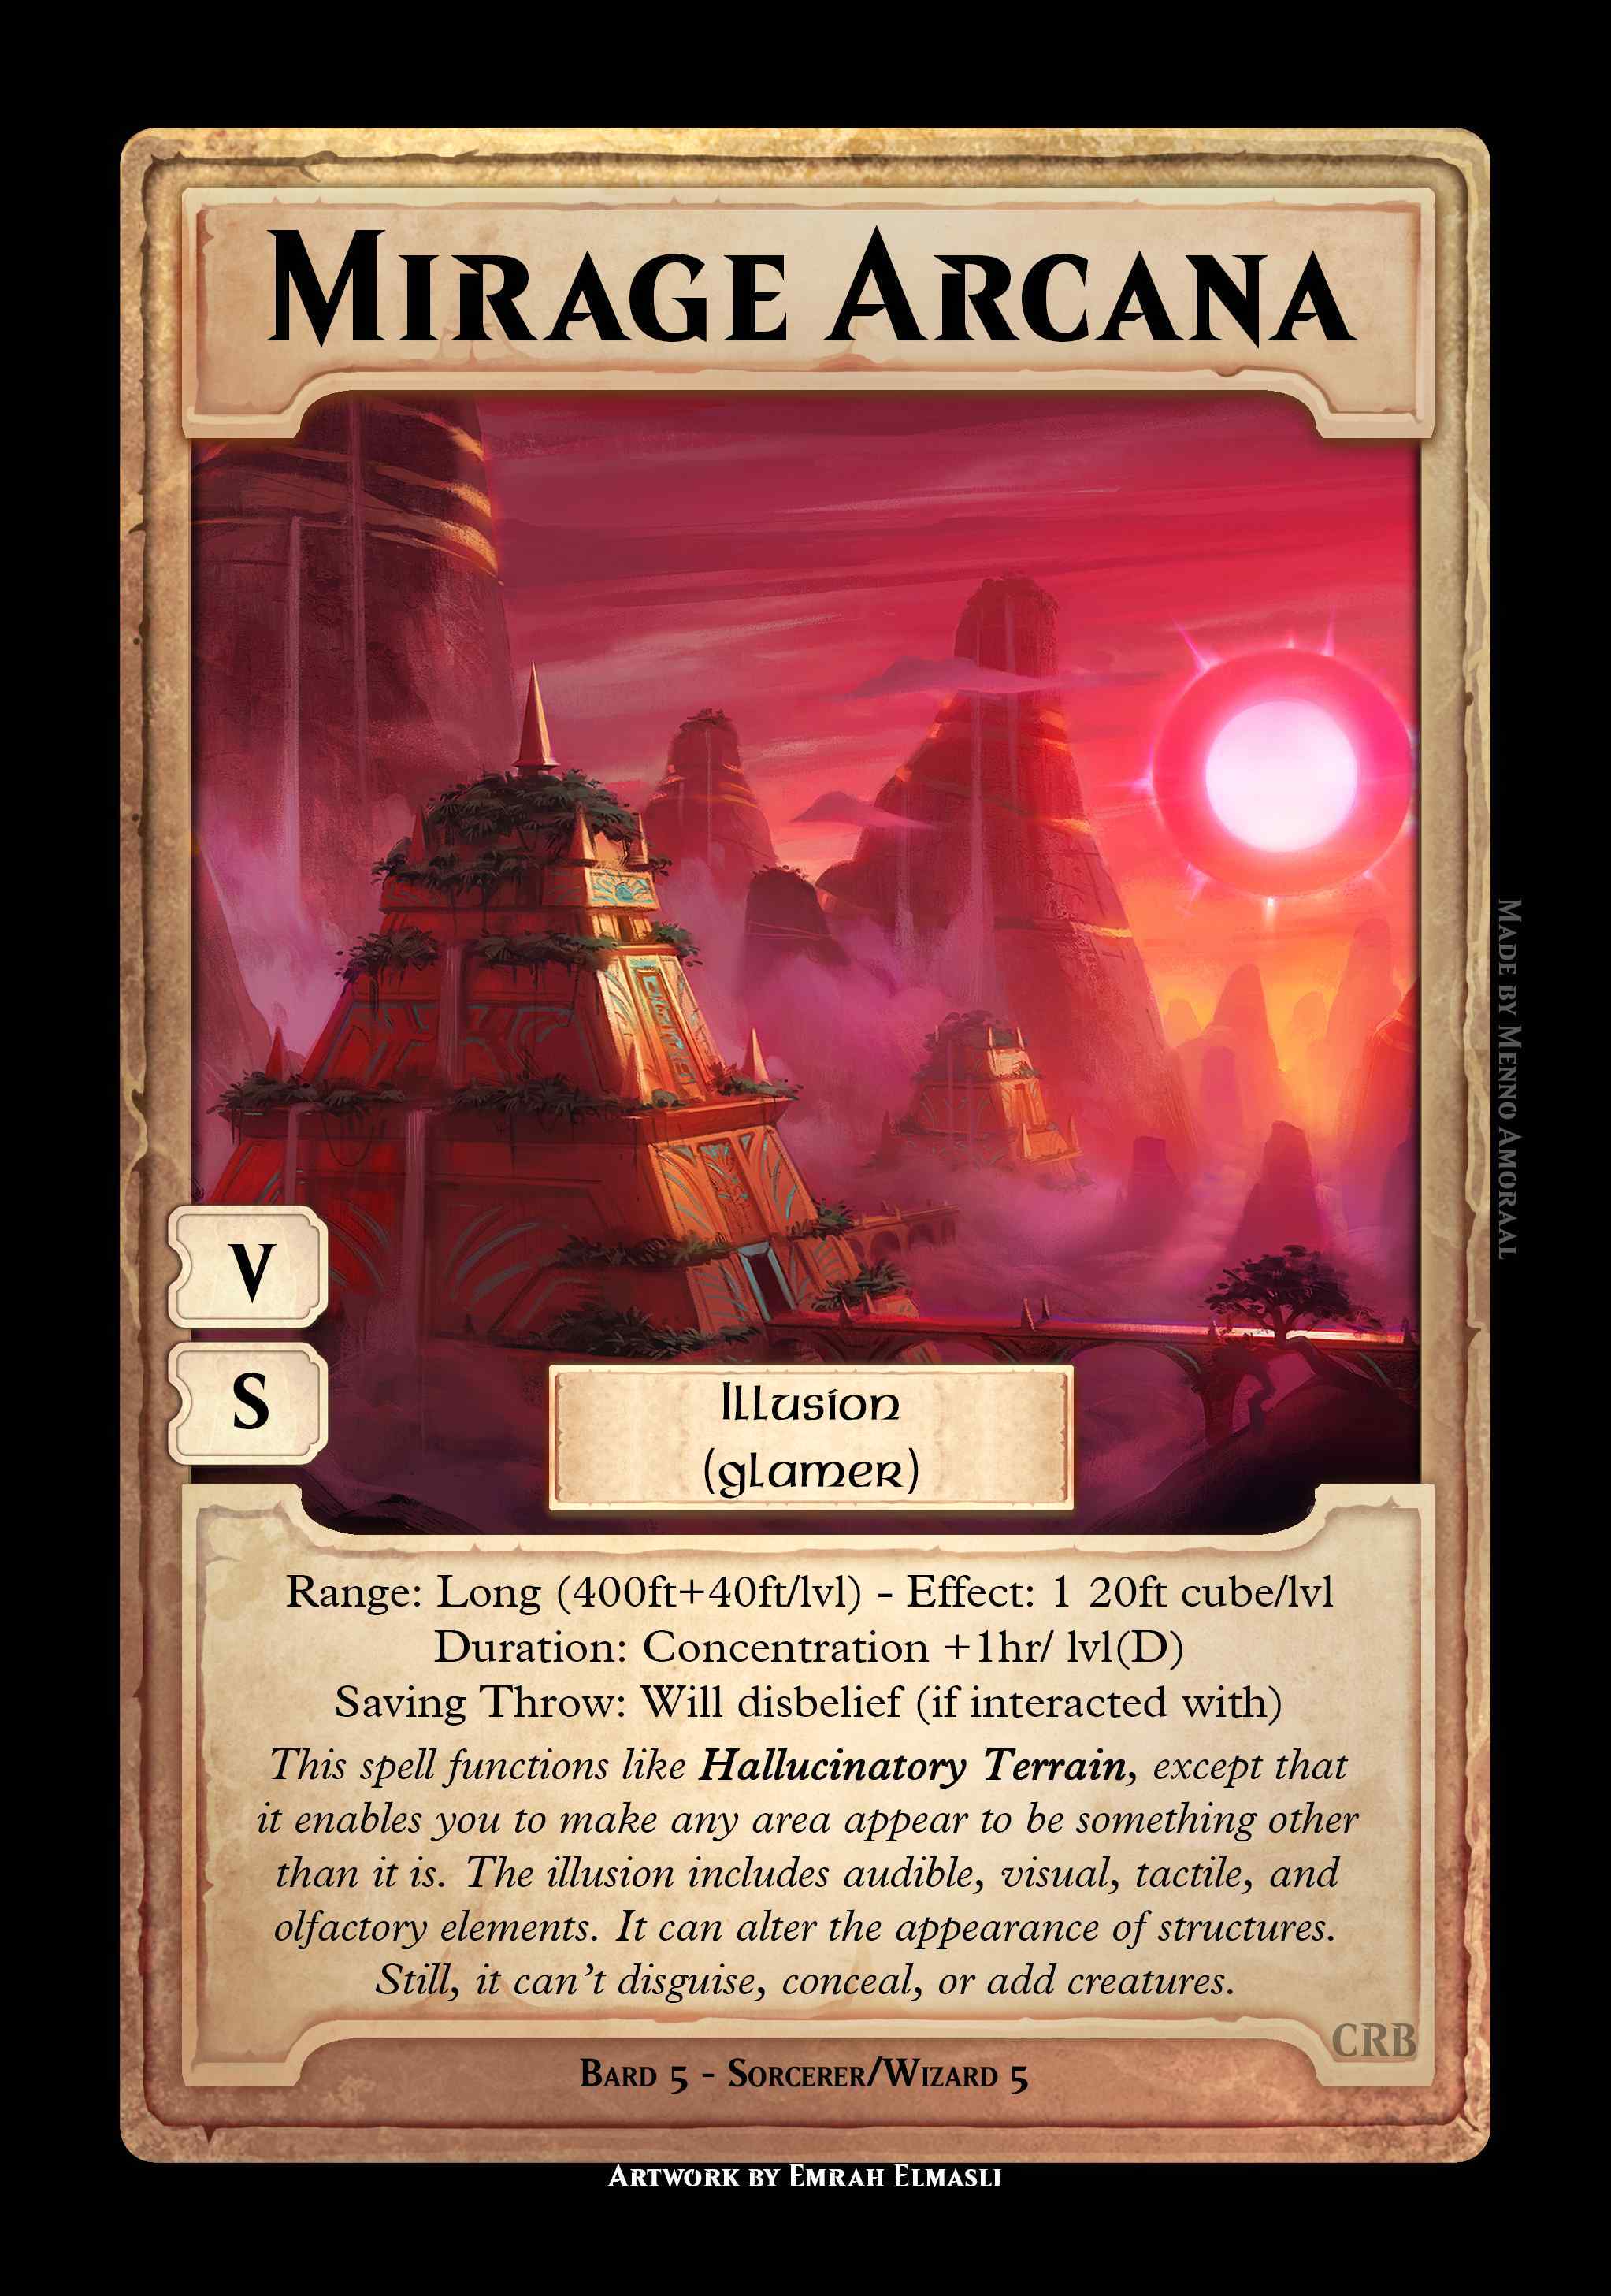 Mirage Arcana
V
S
Illusion
(glamer)
Range: Long (400ft+40ft/lvl) - Effect: 1 20ft cube/lvl
Duration: Concentration +1hr/ lvl(D)
Saving Throw: Will disbelief (if interacted with)
This spell functions like Hallucinatory Terrain, except that
it enables you to make any area appear to be something other
than it is. The illusion includes audible, visual, tactile, and
olfactory elements. It can alter the appearance of structures.
Still, it can't disguise, conceal, or add creatures.
CRB
Bard 5 - Sorcerer/Wizard 5
Artwork by Emrah Elmasli
Made by Menno Amoraal